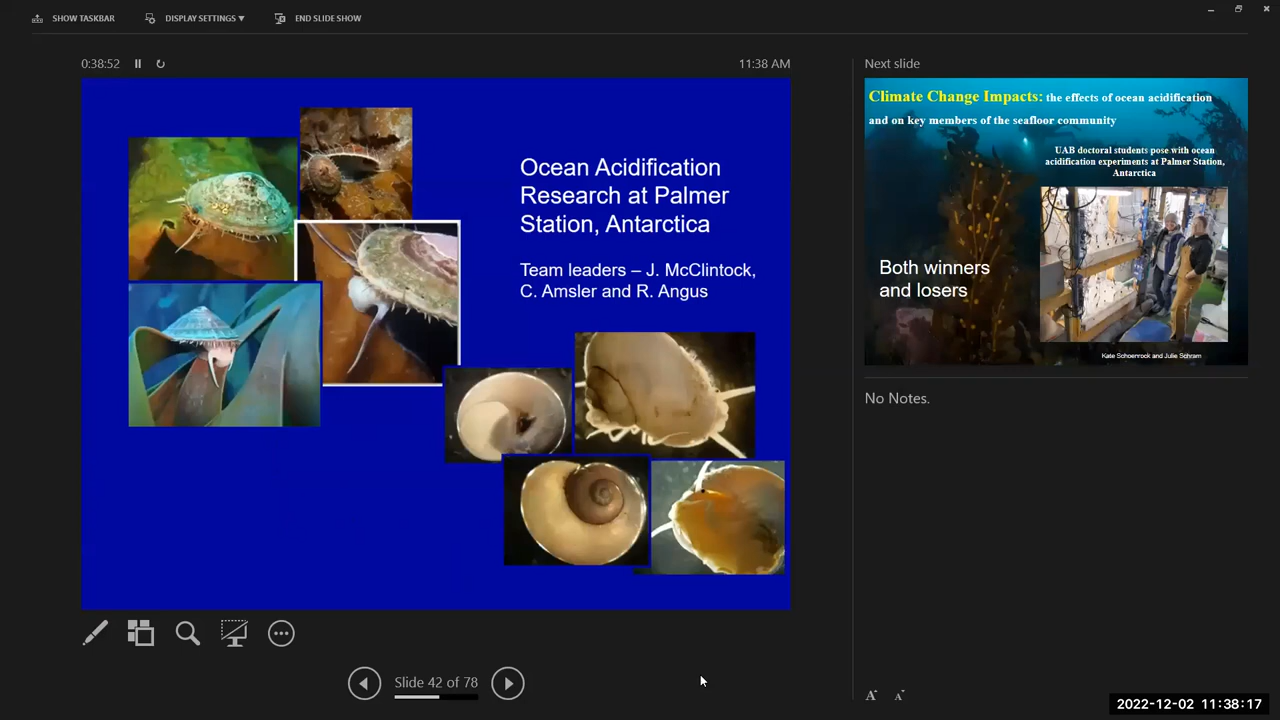 SHOW TASKBAR
DISPLAY SETTINGS ▼
END SLIDE SHOW
0:38:52
11:38 AM
Ocean Acidification
Research at Palmer
Station, Antarctica
Team leaders – J. McClintock,
C. Amsler and R. Angus
Slide 42 of 78
Next slide
Climate Change Impacts: the effects of ocean acidification
and on key members of the seafloor community
UAB doctoral students pose with ocean
acidification experiments at Palmer Station,
Antarctica
Both winners
and losers
Kate Schoenrock and Julie Schram
No Notes.
A A
2022-12-02 11:38:17